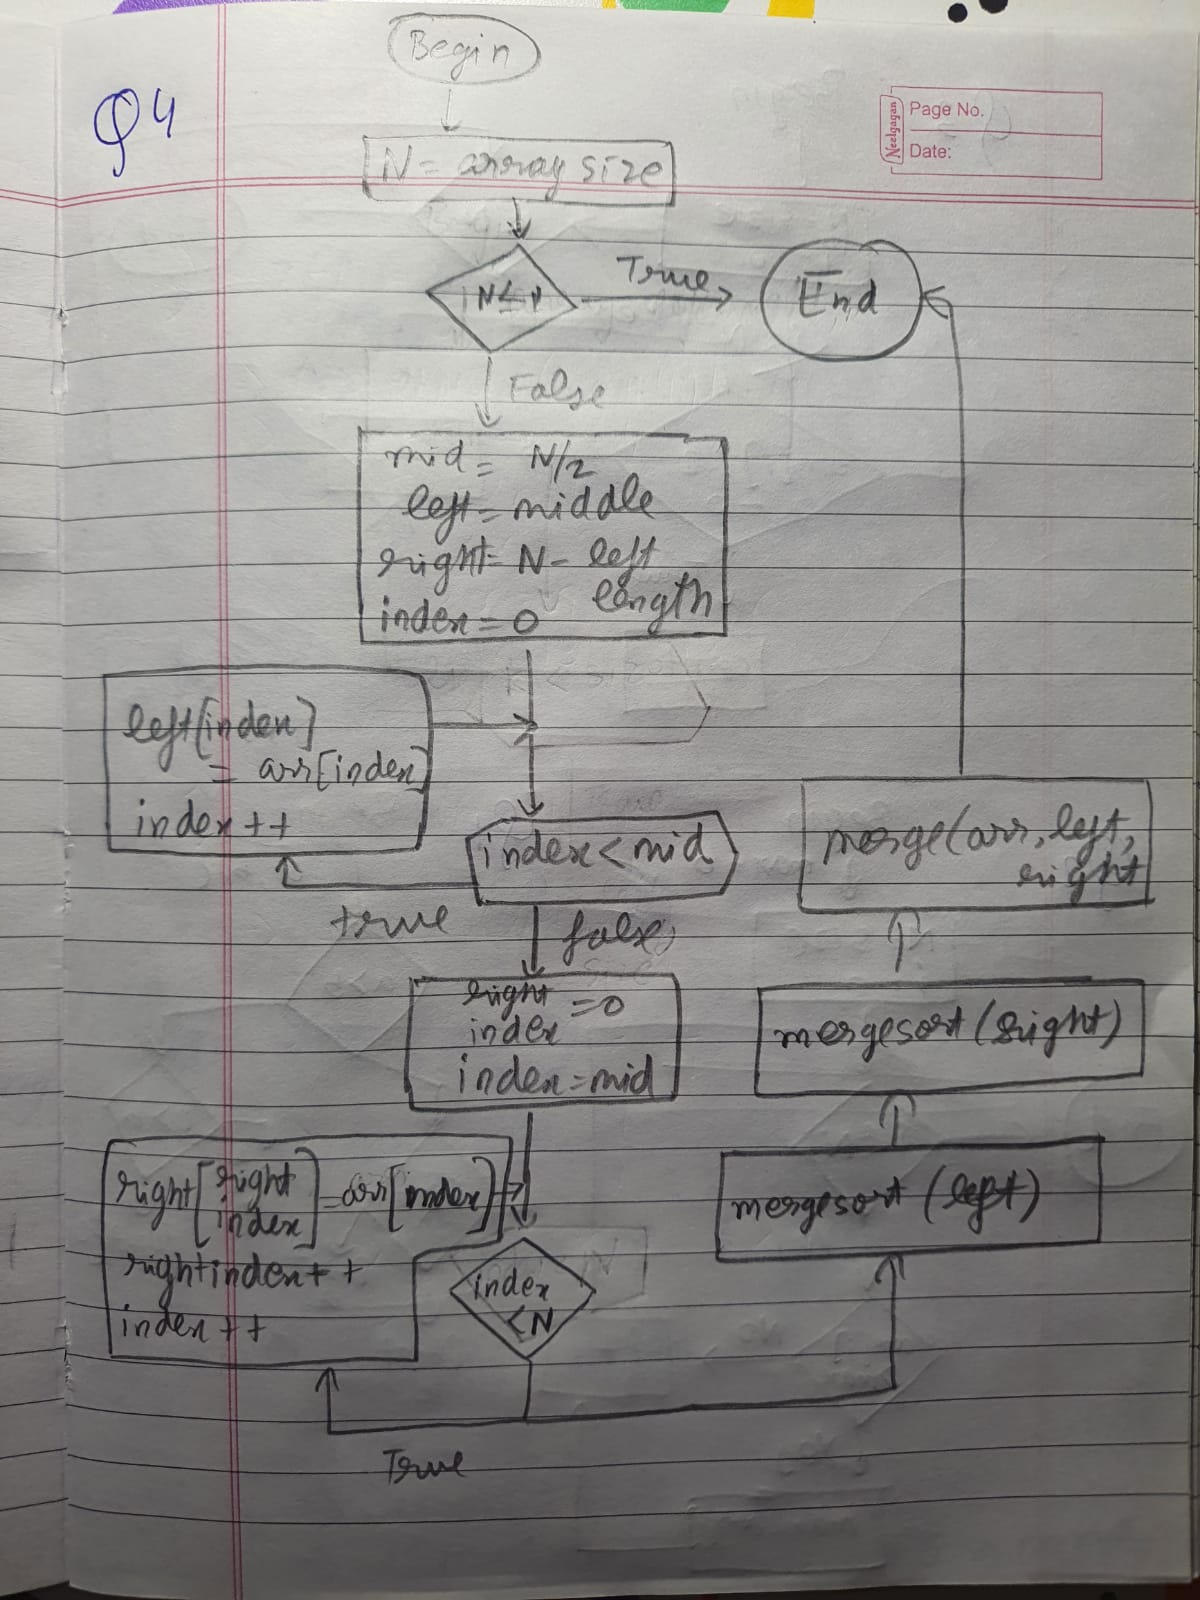 Begin
Q4
Neelgagan
Page No.
Date:
N = array size
True
End
False
mid = N/2
left = middle
right = N - left
length
index = 0
left[index]
= arr[index]
index ++
index < mid
merge(arr, left,
right
true
false
right
index = 0
index = mid
mergesort (right)
right[right index] = arr[index]
rightindex + +
index ++
mergesort (left)
index
< N
True